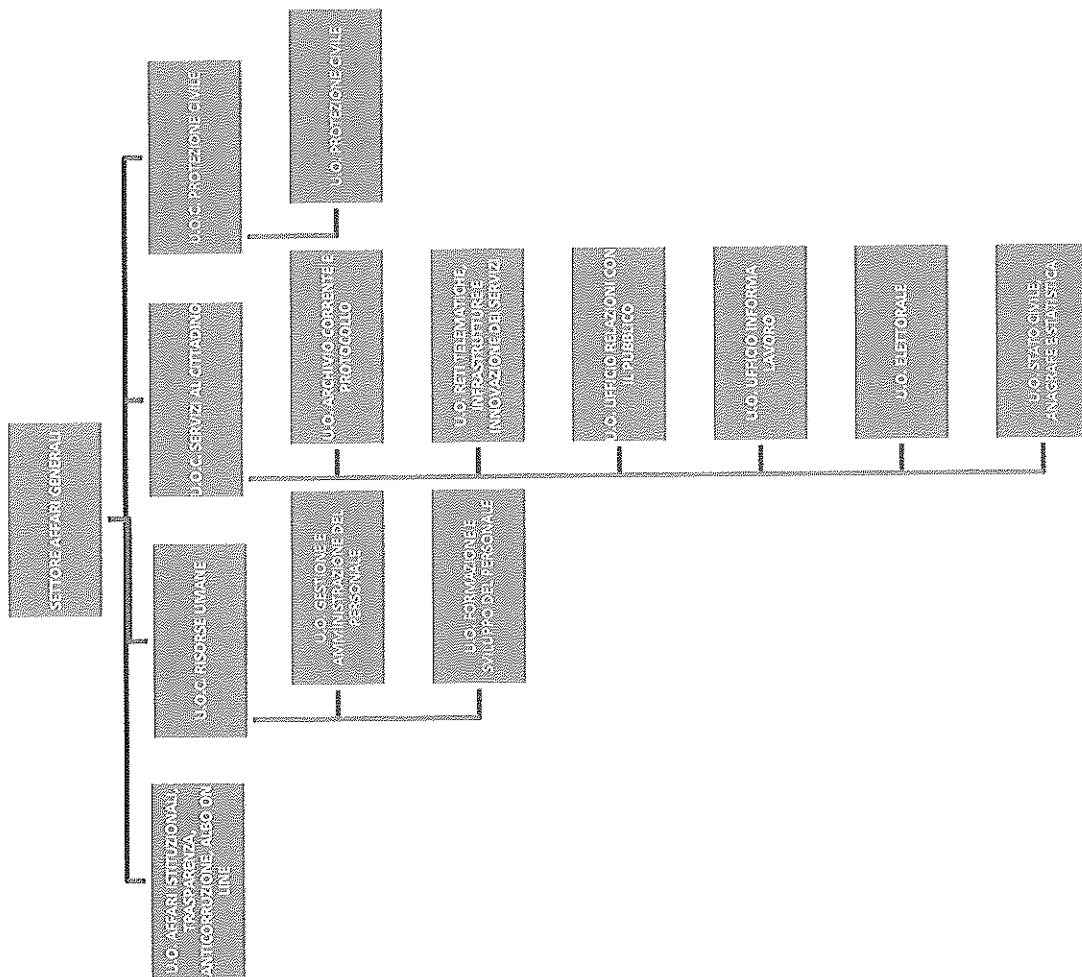 SETTORE AFFARI GENERALI
U.O. AFFARI ISTITUZIONALI,
TRASPARENZA,
ANTICORRUZIONE, ALBO ON
LINE
U.O.C. RISORSE UMANE
U.O. GESTIONE E
AMMINISTRAZIONE DEL
PERSONALE
U.O. FORMAZIONE E
SVILUPPO DEL PERSONALE
U.O.C. SERVIZI AL CITTADINO
U.O. ARCHIVIO CORRENTE E
PROTOCOLLO
U.O. RETI TELEMATICHE,
INFRASTRUTTURE E
INNOVAZIONE DEI SERVIZI
U.O. UFFICIO RELAZIONI CON
IL PUBBLICO
U.O. UFFICIO INFORMA
LAVORO
U.O. ELETTORALE
U.O. STATO CIVILE,
ANAGRAFE E STATISTICA
U.O.C. PROTEZIONE CIVILE
U.O. PROTEZIONE CIVILE